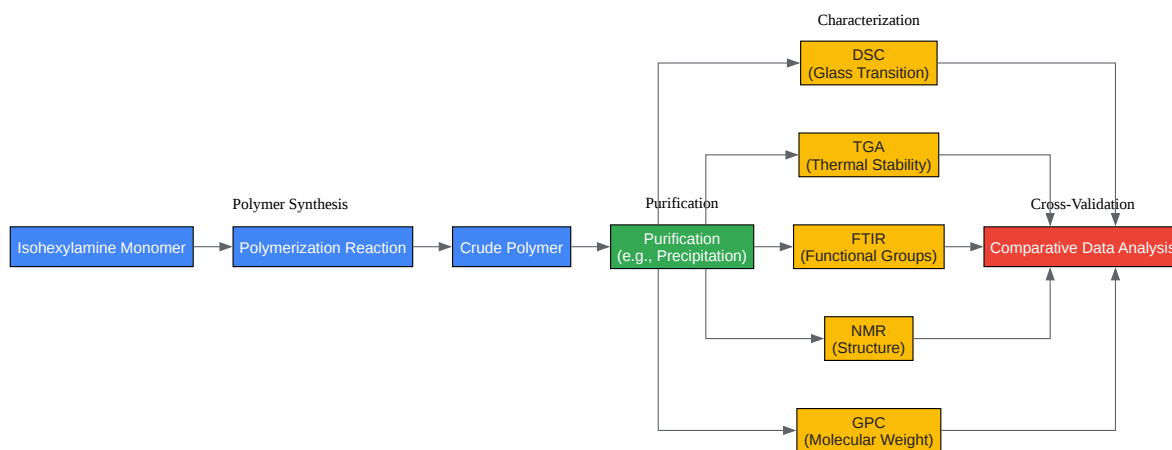 Characterization
DSC
(Glass Transition)
TGA
(Thermal Stability)
Polymer Synthesis
Purification
Cross-Validation
Isohexylamine Monomer
Polymerization Reaction
Crude Polymer
Purification
(e.g., Precipitation)
FTIR
(Functional Groups)
Comparative Data Analysis
NMR
(Structure)
GPC
(Molecular Weight)